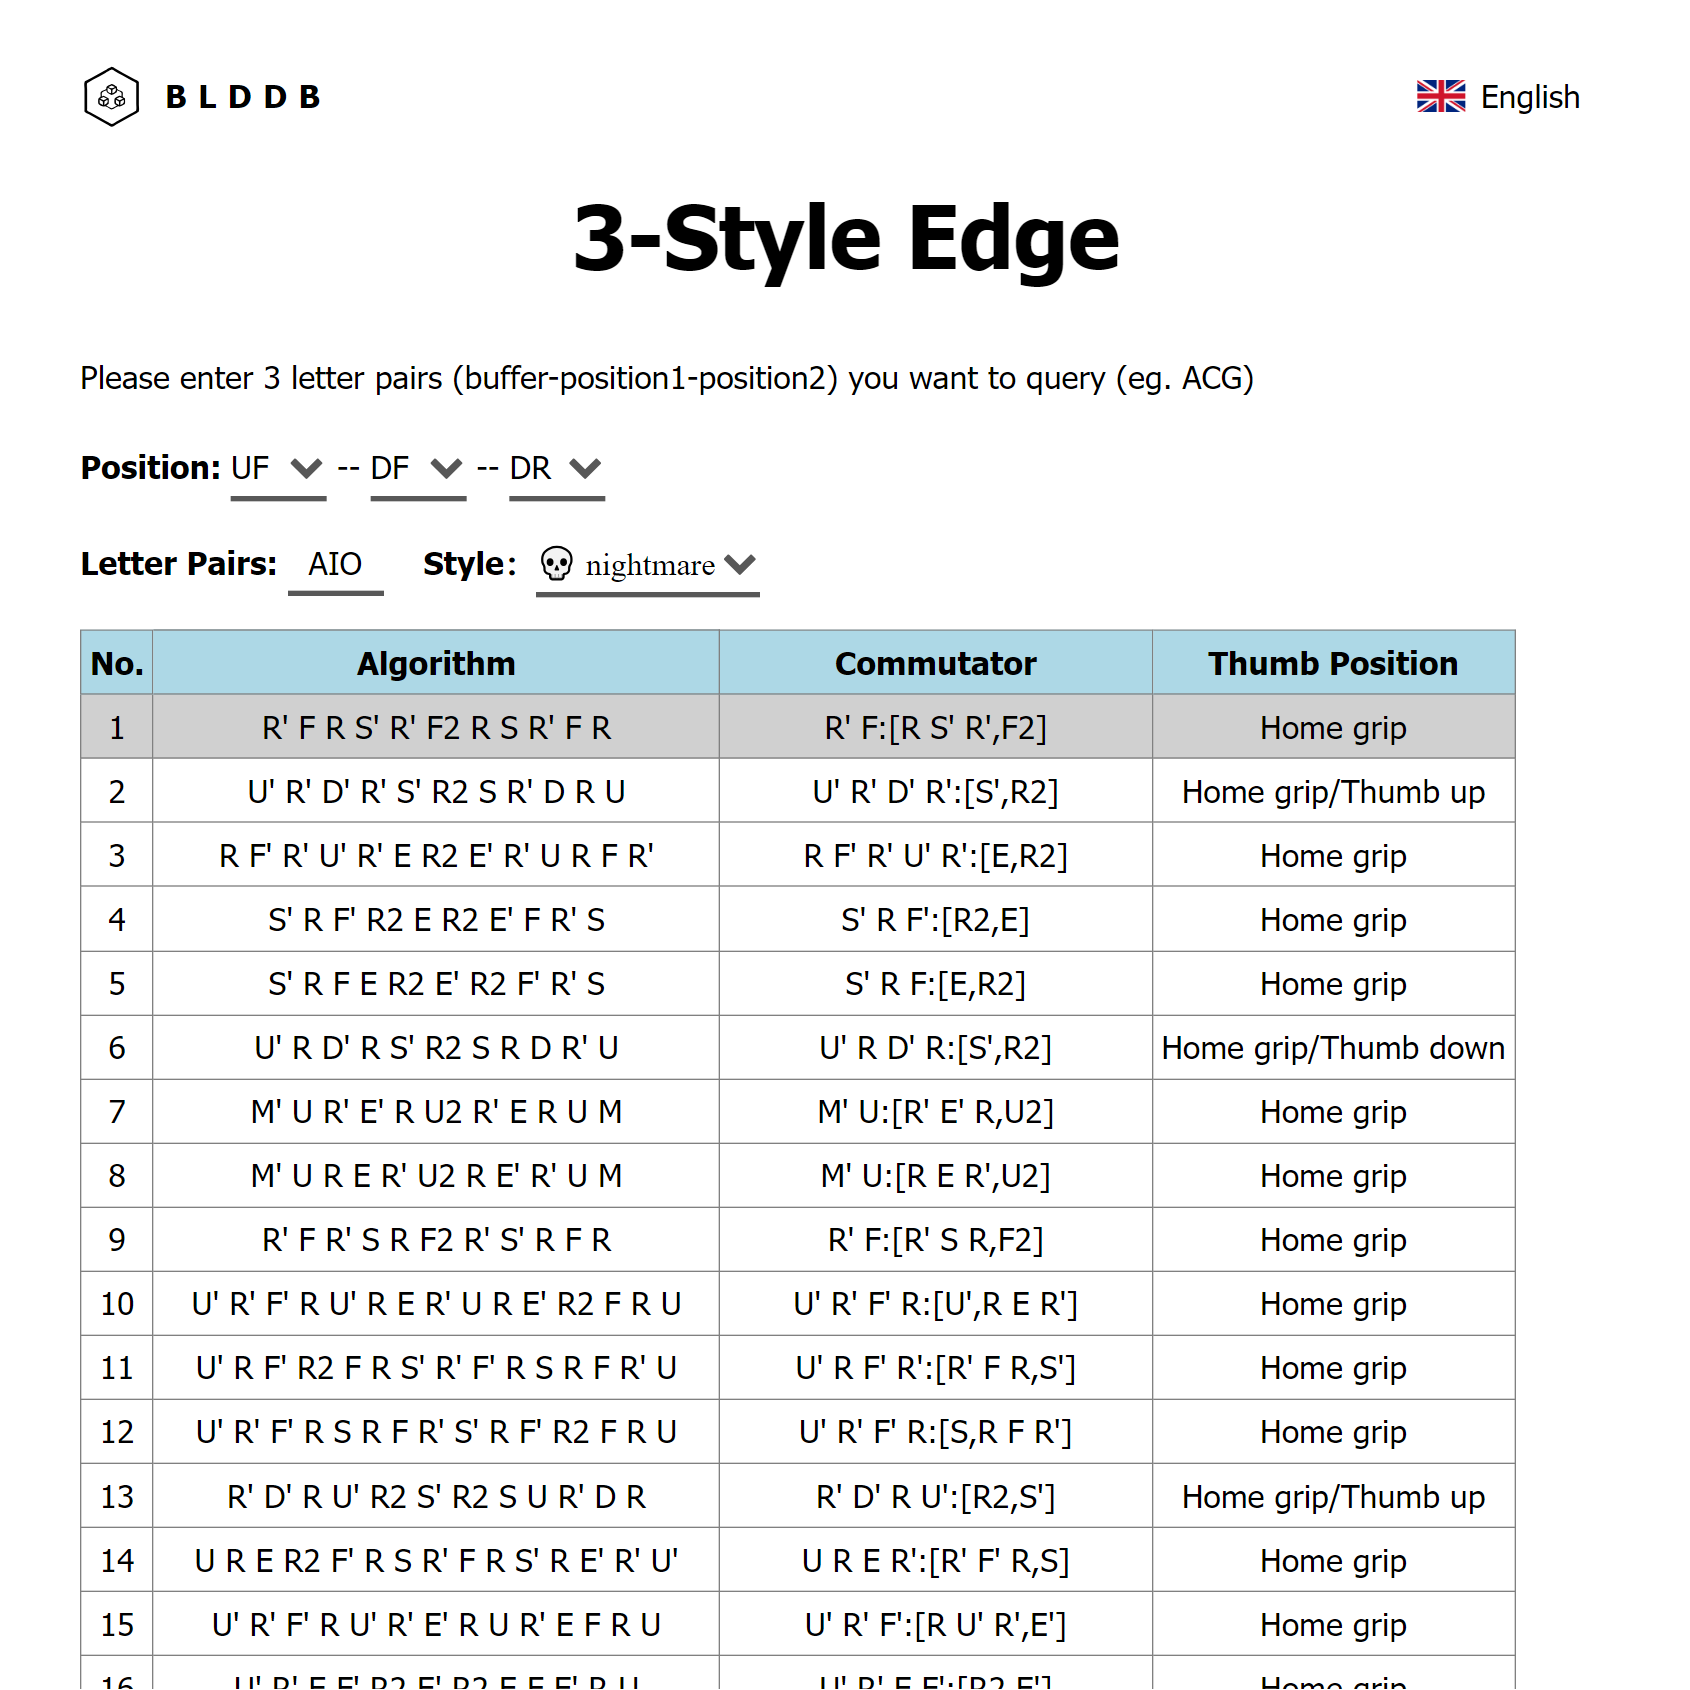 BLDDB English
3-Style Edge
Please enter 3 letter pairs (buffer-position1-position2) you want to query (eg. ACG)
Position: UF -- DF -- DR
Letter Pairs: AIO Style: 💀 nightmare
No. Algorithm Commutator Thumb Position
1 R' F R S' R' F2 R S R' F R R' F:[R S' R',F2] Home grip
2 U' R' D' R' S' R2 S R' D R U U' R' D' R':[S',R2] Home grip/Thumb up
3 R F' R' U' R' E R2 E' R' U R F R' R F' R' U' R':[E,R2] Home grip
4 S' R F' R2 E R2 E' F R' S S' R F':[R2,E] Home grip
5 S' R F E R2 E' R2 F' R' S S' R F:[E,R2] Home grip
6 U' R D' R S' R2 S R D R' U U' R D' R:[S',R2] Home grip/Thumb down
7 M' U R' E' R U2 R' E R U M M' U:[R' E' R,U2] Home grip
8 M' U R E R' U2 R E' R' U M M' U:[R E R',U2] Home grip
9 R' F R' S R F2 R' S' R F R R' F:[R' S R,F2] Home grip
10 U' R' F' R U' R E R' U R E' R2 F R U U' R' F' R:[U',R E R'] Home grip
11 U' R F' R2 F R S' R' F' R S R F R' U U' R F' R':[R' F R,S'] Home grip
12 U' R' F' R S R F R' S' R F' R2 F R U U' R' F' R:[S,R F R'] Home grip
13 R' D' R U' R2 S' R2 S U R' D R R' D' R U':[R2,S'] Home grip/Thumb up
14 U R E R2 F' R S R' F R S' R E' R' U' U R E R':[R' F' R,S] Home grip
15 U' R' F' R U' R' E' R U R' E F R U U' R' F':[R U' R',E'] Home grip